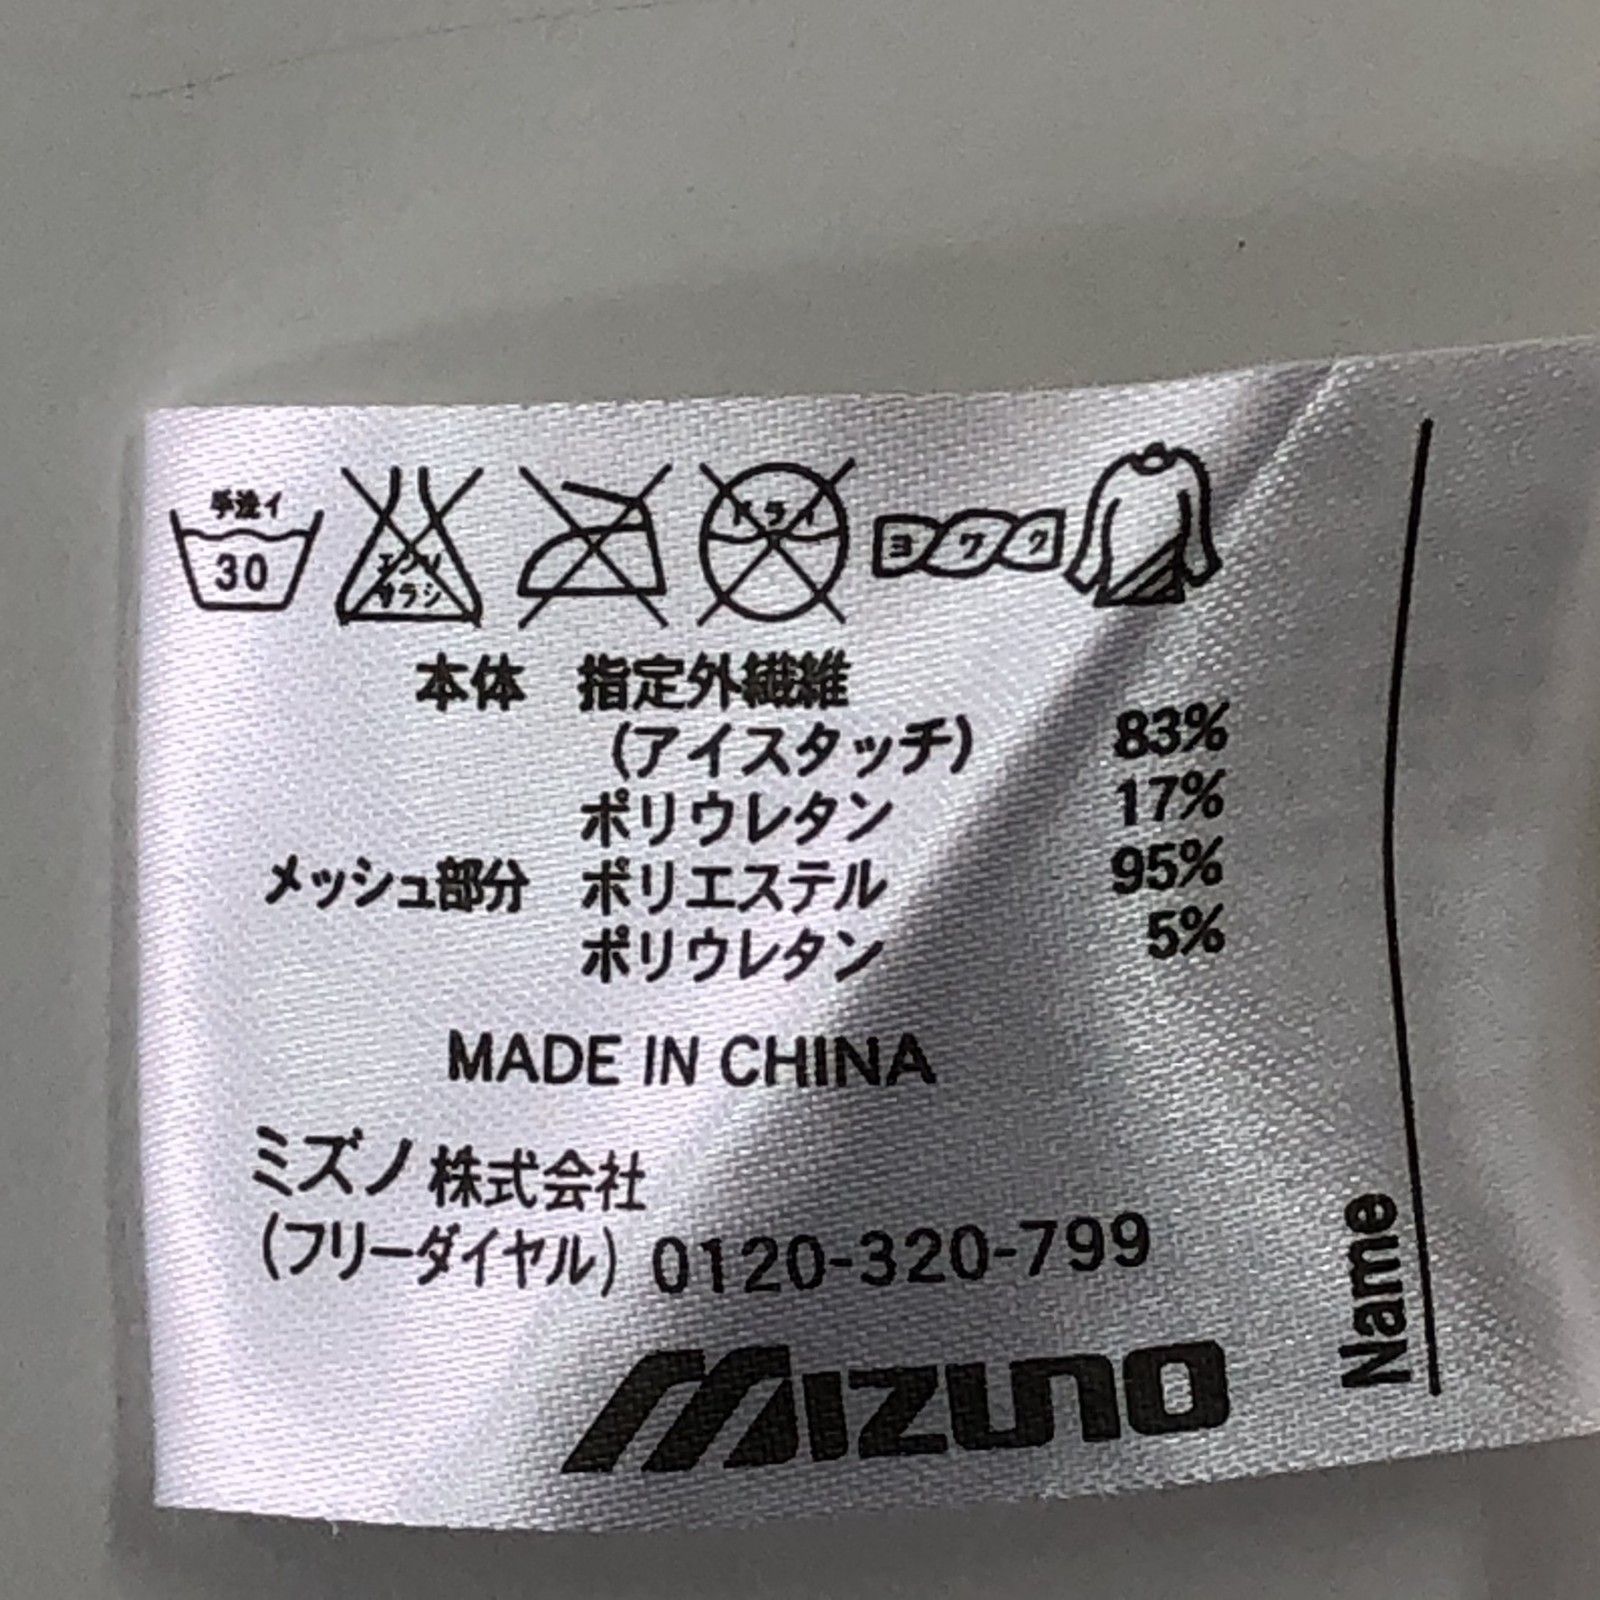 手洗イ
30
エンソ
サラシ
ドライ
ヨワク
本体 指定外繊維
(アイスタッチ) 83%
ポリウレタン 17%
メッシュ部分 ポリエステル 95%
ポリウレタン 5%
MADE IN CHINA
ミズノ株式会社
(フリーダイヤル) 0120-320-799
MIZUNO
Name